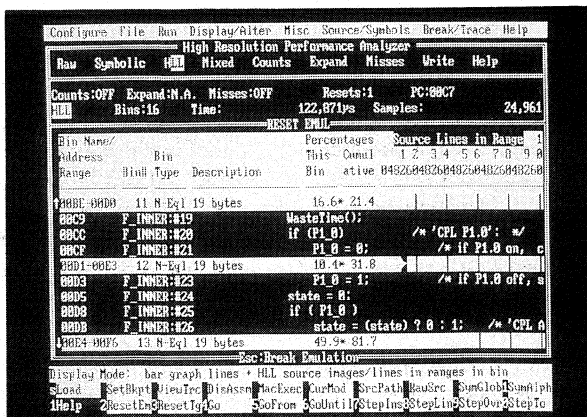 Configure File Run Display/Alter Misc Source/Symbols Break/Trace Help
High Resolution Performance Analyzer
Raw Symbolic HLL Mixed Counts Expand Misses Write Help
Counts:OFF Expand:N.A. Misses:OFF Resets:1 PC:00C7
HLL Bins:16 Time: 122,871µs Samples: 24,961
RESET EMUL
Bin Name/ Percentages Source Lines in Range 1
Address Bin This- Cumul 1 2 3 4 5 6 7 8 9 0
Range Bin# Type Description Bin ative 048260482604826048260482604826
00BE-00D0 11 N-Eql 19 bytes 16.6* 21.4
00C9 F_INNER:#19 WasteTime();
00CC F_INNER:#20 if (P1_0) /* 'CPL P1.0': */
00CF F_INNER:#21 P1_0 = 0; /* if P1.0 on, c
00D1-00E3 12 N-Eql 19 bytes 10.4* 31.8
00D3 F_INNER:#23 P1_0 = 1; /* if P1.0 off, s
00D5 F_INNER:#24 state = 0;
00D8 F_INNER:#25 if ( P1_0 )
00DB F_INNER:#26 state = (state) ? 0 : 1; /* 'CPL A
00E4-00F6 13 N-Eql 19 bytes 49.9* 81.7
Esc:Break Emulation
Display Mode: bar graph lines + HLL source images/lines in ranges in bin
SLoad SetBkpt ViewTrc DisAssm MacExec CurMod SrcPath RawSrc SymGlob SymAlph
1Help 2ResetEm 3ResetTg 4Go 5GoFrom 6GoUntil 7StepIns 8StepLin 9StepOvr StepTo